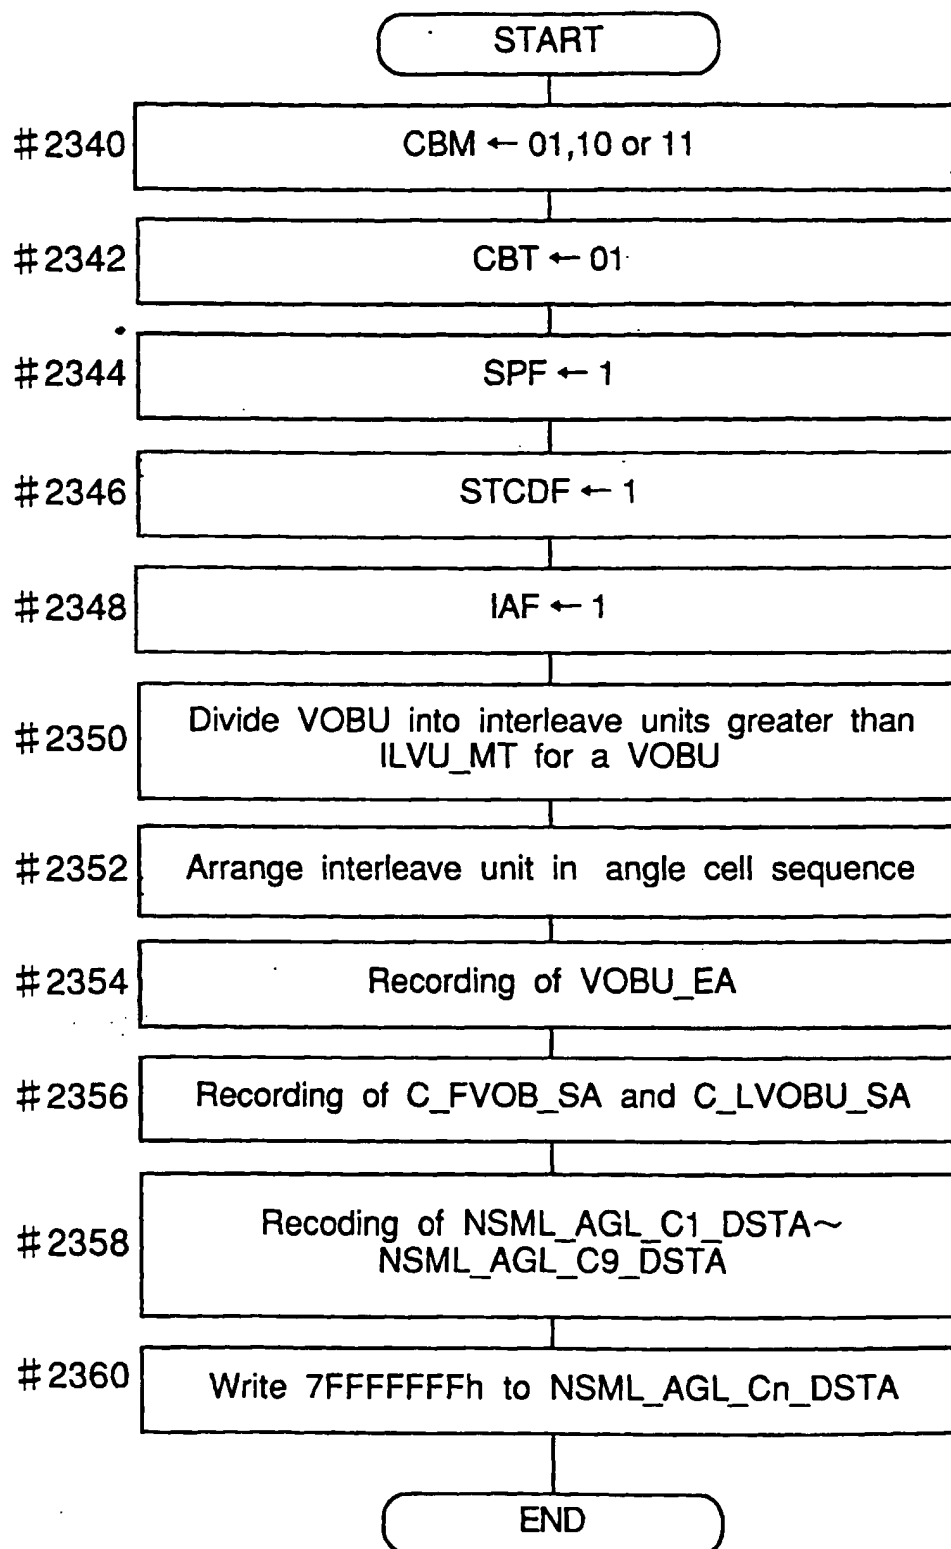 START
#2340 CBM ← 01,10 or 11
#2342 CBT ← 01
#2344 SPF ← 1
#2346 STCDF ← 1
#2348 IAF ← 1
Divide VOBU into interleave units greater than
#2350 ILVU_MT for a VOBU
#2352 Arrange interleave unit in angle cell sequence
#2354 Recording of VOBU_EA
#2356 Recording of C_FVOB_SA and C_LVOBU_SA
Recoding of NSML_AGL_C1_DSTA~
#2358 NSML_AGL_C9_DSTA
#2360 Write 7FFFFFFFh to NSML_AGL_Cn_DSTA
END